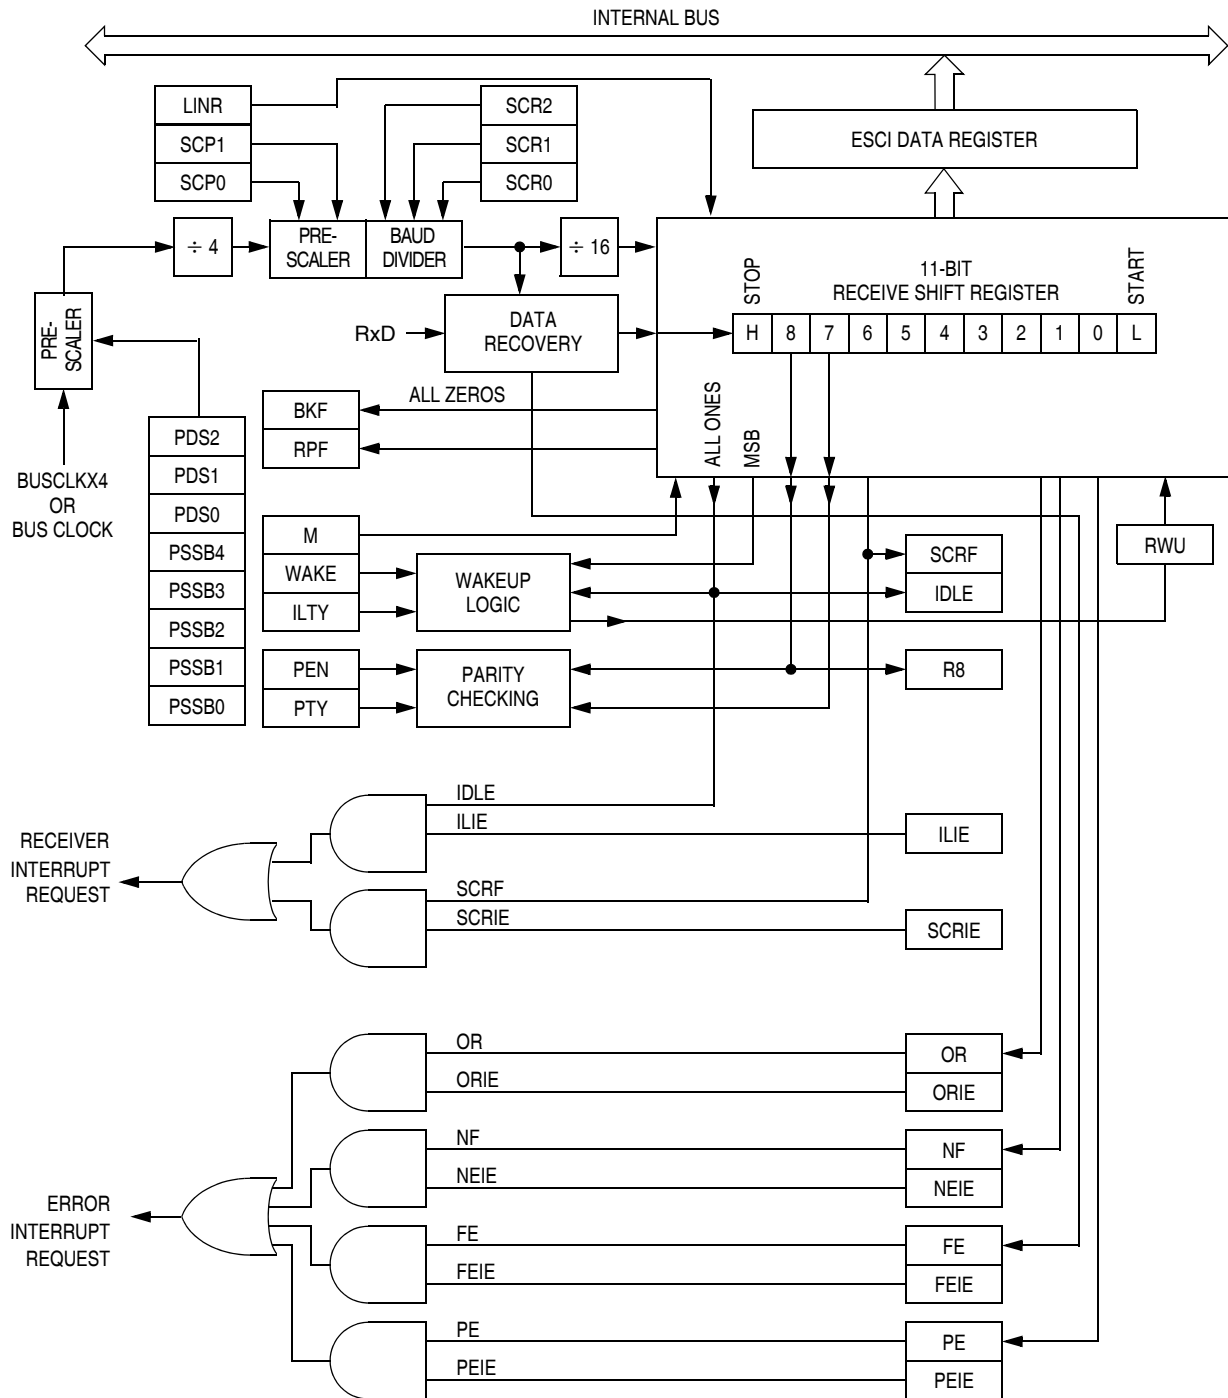 INTERNAL BUS
LINR
SCP1
SCP0
SCR2
SCR1
SCR0
ESCI DATA REGISTER
÷ 4
PRE-
SCALER
BAUD
DIVIDER
÷ 16
PRE-
SCALER
BUSCLKX4
OR
BUS CLOCK
RxD
DATA
RECOVERY
STOP
11-BIT
RECEIVE SHIFT REGISTER
START
H 8 7 6 5 4 3 2 1 0 L
ALL ZEROS
ALL ONES
MSB
BKF
RPF
PDS2
PDS1
PDS0
PSSB4
PSSB3
PSSB2
PSSB1
PSSB0
M
WAKE
ILTY
WAKEUP
LOGIC
SCRF
IDLE
RWU
PEN
PTY
PARITY
CHECKING
R8
RECEIVER
INTERRUPT
REQUEST
IDLE
ILIE
ILIE
SCRF
SCRIE
SCRIE
ERROR
INTERRUPT
REQUEST
OR
ORIE
OR
ORIE
NF
NEIE
NF
NEIE
FE
FEIE
FE
FEIE
PE
PEIE
PE
PEIE